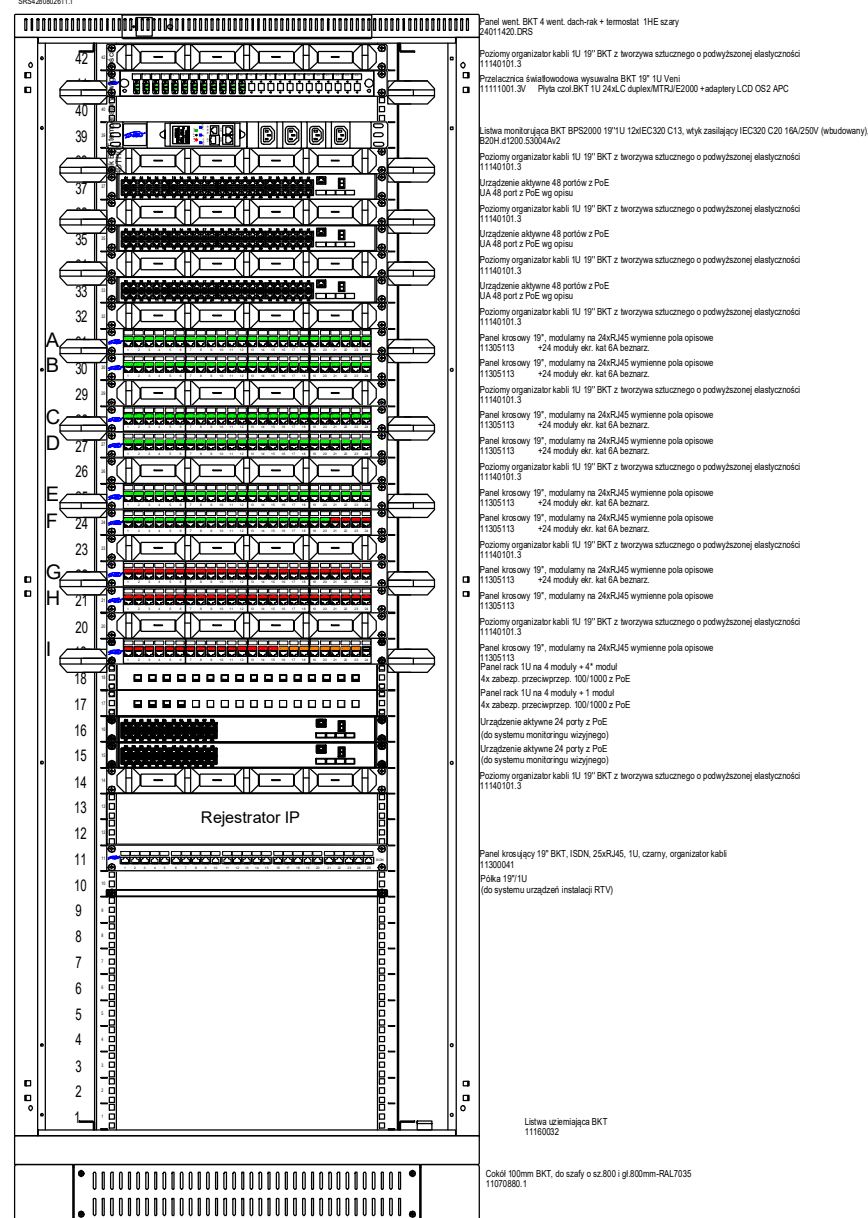 SRS4280802611.1
Panel went. BKT 4 went. dach-rak + termostat 1HE szary
24011420.DRS
42
Poziomy organizator kabli 1U 19" BKT z tworzywa sztucznego o podwyższonej elastyczności
11140101.3
Przełącznica światłowodowa wysuwalna BKT 19" 1U Veni
11111001.3V Płyta czoł.BKT 1U 24xLC duplex/MTRJ/E2000 +adaptery LCD OS2 APC
40
39
Listwa monitorująca BKT BPS2000 19"1U 12xIEC320 C13, wtyk zasilający IEC320 C20 16A/250V (wbudowany),
B20H.d1200.53004Av2
Poziomy organizator kabli 1U 19" BKT z tworzywa sztucznego o podwyższonej elastyczności
11140101.3
37
Urządzenie aktywne 48 portów z PoE
UA 48 port z PoE wg opisu
Poziomy organizator kabli 1U 19" BKT z tworzywa sztucznego o podwyższonej elastyczności
11140101.3
35
Urządzenie aktywne 48 portów z PoE
UA 48 port z PoE wg opisu
Poziomy organizator kabli 1U 19" BKT z tworzywa sztucznego o podwyższonej elastyczności
11140101.3
33
Urządzenie aktywne 48 portów z PoE
UA 48 port z PoE wg opisu
32
Poziomy organizator kabli 1U 19" BKT z tworzywa sztucznego o podwyższonej elastyczności
11140101.3
A
Panel krosowy 19", modularny na 24xRJ45 wymienne pola opisowe
11305113 +24 moduły ekr. kat 6A beznarz.
B
30
Panel krosowy 19", modularny na 24xRJ45 wymienne pola opisowe
11305113 +24 moduły ekr. kat 6A beznarz.
29
Poziomy organizator kabli 1U 19" BKT z tworzywa sztucznego o podwyższonej elastyczności
11140101.3
C
Panel krosowy 19", modularny na 24xRJ45 wymienne pola opisowe
11305113 +24 moduły ekr. kat 6A beznarz.
D
27
Panel krosowy 19", modularny na 24xRJ45 wymienne pola opisowe
11305113 +24 moduły ekr. kat 6A beznarz.
26
Poziomy organizator kabli 1U 19" BKT z tworzywa sztucznego o podwyższonej elastyczności
11140101.3
E
Panel krosowy 19", modularny na 24xRJ45 wymienne pola opisowe
11305113 +24 moduły ekr. kat 6A beznarz.
F
24
Panel krosowy 19", modularny na 24xRJ45 wymienne pola opisowe
11305113 +24 moduły ekr. kat 6A beznarz.
23
Poziomy organizator kabli 1U 19" BKT z tworzywa sztucznego o podwyższonej elastyczności
11140101.3
G
Panel krosowy 19", modularny na 24xRJ45 wymienne pola opisowe
11305113 +24 moduły ekr. kat 6A beznarz.
H
21
Panel krosowy 19", modularny na 24xRJ45 wymienne pola opisowe
11305113
20
Poziomy organizator kabli 1U 19" BKT z tworzywa sztucznego o podwyższonej elastyczności
11140101.3
I
Panel krosowy 19", modularny na 24xRJ45 wymienne pola opisowe
11305113
18
Panel rack 1U na 4 moduły + 4* moduł
4x zabezp. przeciwprzep. 100/1000 z PoE
17
Panel rack 1U na 4 moduły + 1 moduł
4x zabezp. przeciwprzep. 100/1000 z PoE
16
Urządzenie aktywne 24 porty z PoE
(do systemu monitoringu wizyjnego)
15
Urządzenie aktywne 24 porty z PoE
(do systemu monitoringu wizyjnego)
14
Poziomy organizator kabli 1U 19" BKT z tworzywa sztucznego o podwyższonej elastyczności
11140101.3
13
Rejestrator IP
12
11
Panel krosujący 19" BKT, ISDN, 25xRJ45, 1U, czarny, organizator kabli
11300041
10
Półka 19"/1U
(do systemu urządzeń instalacji RTV)
9
8
7
6
5
4
3
2
1
Listwa uziemiająca BKT
11160032
Cokół 100mm BKT, do szafy o sz.800 i gł.800mm-RAL7035
11070880.1